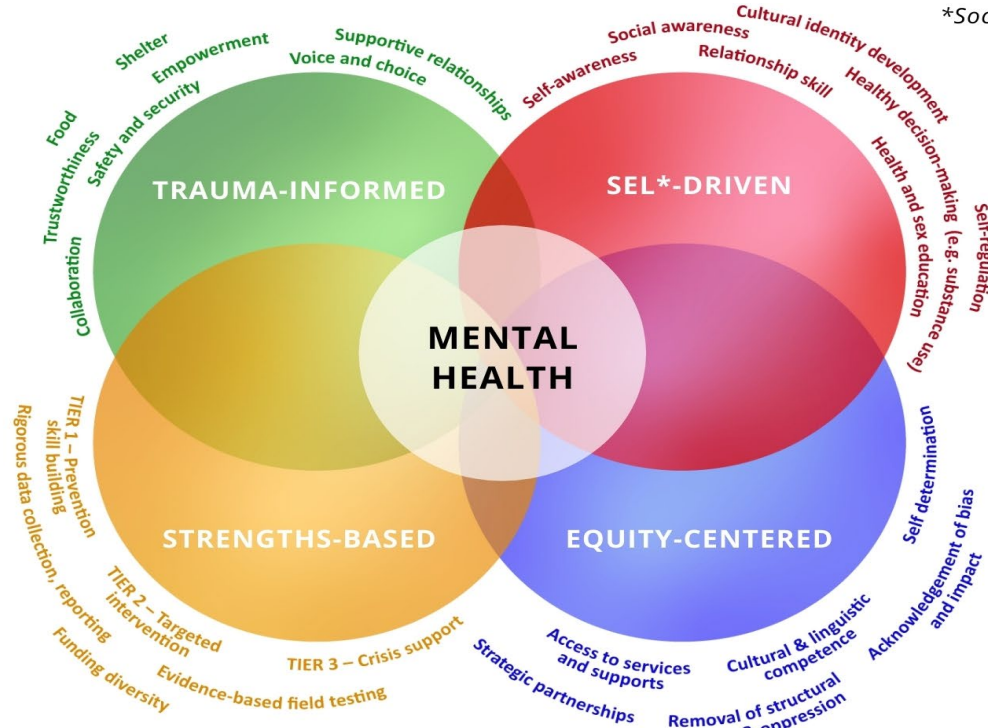 *Soc
Shelter
Empowerment
Supportive relationships
Voice and choice
Food
Trustworthiness
Safety and security
Collaboration
TRAUMA-INFORMED
Social awareness
Cultural identity development
Self-awareness
Relationship skill
Healthy decision-making (e.g. substance use)
Health and sex education
Self-regulation
SEL*-DRIVEN
MENTAL
HEALTH
TIER 1 – Prevention
skill building
Rigorous data collection, reporting
TIER 2 – Targeted
intervention
Funding diversity
Evidence-based field testing
TIER 3 – Crisis support
STRENGTHS-BASED
EQUITY-CENTERED
Self determination
Acknowledgement of bias
and impact
Cultural & linguistic
competence
Access to services
and supports
Strategic partnerships
Removal of structural
oppression